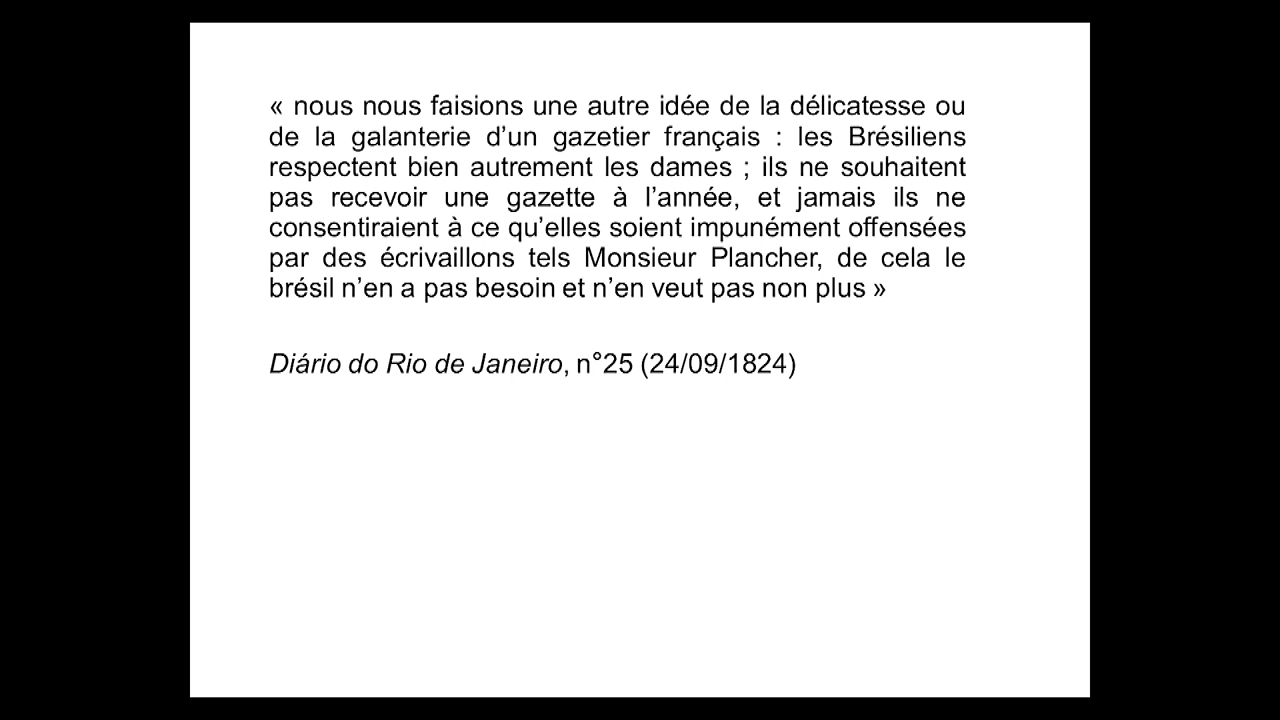 « nous nous faisions une autre idée de la délicatesse ou
de la galanterie d’un gazetier français : les Brésiliens
respectent bien autrement les dames ; ils ne souhaitent
pas recevoir une gazette à l’année, et jamais ils ne
consentiraient à ce qu’elles soient impunément offensées
par des écrivaillons tels Monsieur Plancher, de cela le
brésil n’en a pas besoin et n’en veut pas non plus »
Diário do Rio de Janeiro, n°25 (24/09/1824)